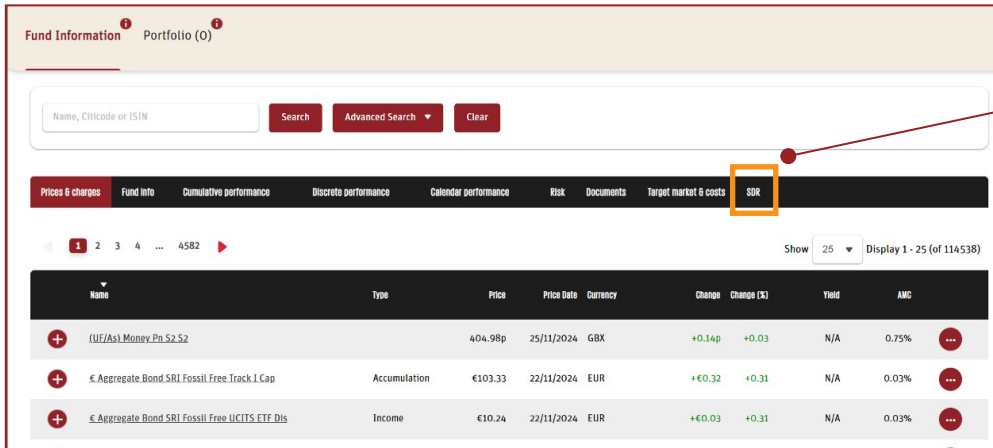 Fund Information Portfolio (0)
Name, Citicode or ISIN Search Advanced Search Clear
Prices & charges Fund Info Cumulative performance Discrete performance Calendar performance Risk Documents Target market & costs SDR
1 2 3 4 ... 4582 Show 25 Display 1 - 25 (of 114538)
Name Type Price Price Date Currency Change Change (%) Yield AMC
(UF/As) Money Pn S2 S2 404.98p 25/11/2024 GBX +0.14p +0.03 N/A 0.75%
€ Aggregate Bond SRI Fossil Free Track I Cap Accumulation €103.33 22/11/2024 EUR +€0.32 +0.31 N/A 0.03%
€ Aggregate Bond SRI Fossil Free UCITS ETF Dis Income €10.24 22/11/2024 EUR +€0.03 +0.31 N/A 0.03%